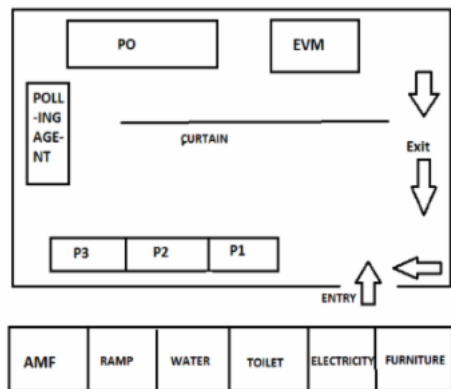 PO
EVM
POLL
-ING
AGE-
NT
CURTAIN
Exit
P3 P2 P1
ENTRY
AMF RAMP WATER TOILET ELECTRICITY FURNITURE